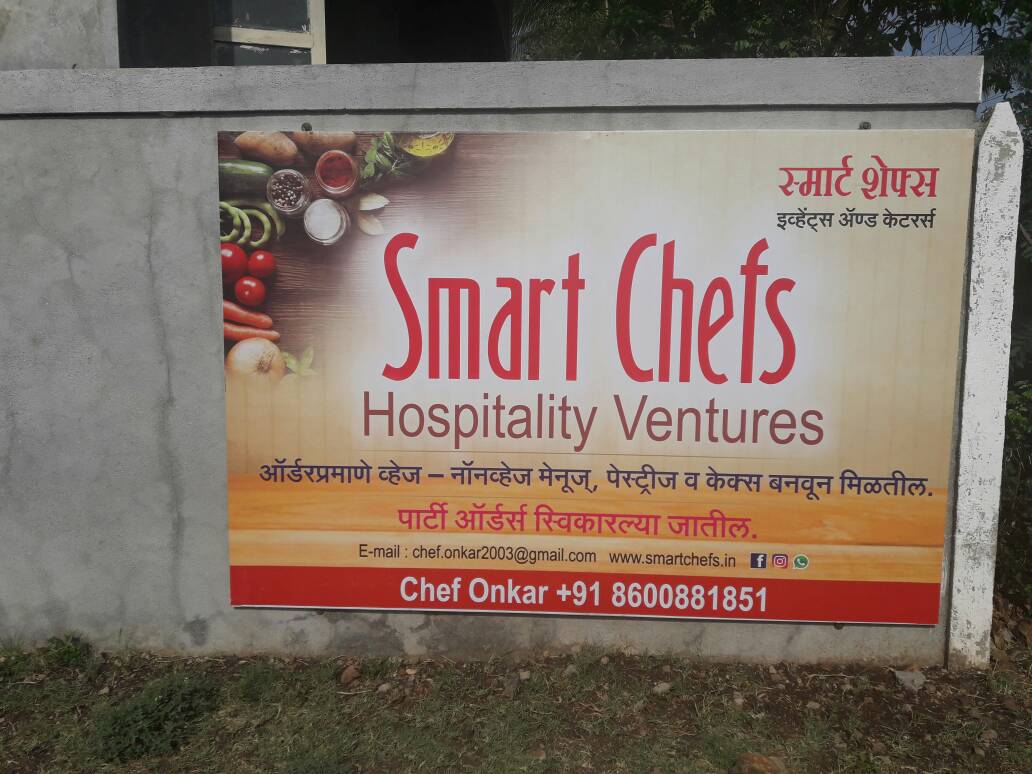 स्मार्ट शेफ्स
इव्हेंट्स ॲण्ड केटरर्स
Smart Chefs
Hospitality Ventures
ऑर्डरप्रमाणे व्हेज – नॉनव्हेज मेनूज्, पेस्ट्रीज व केक्स बनवून मिळतील.
पार्टी ऑर्डर्स स्विकारल्या जातील.
E-mail : chef.onkar2003@gmail.com www.smartchefs.in
Chef Onkar +91 8600881851